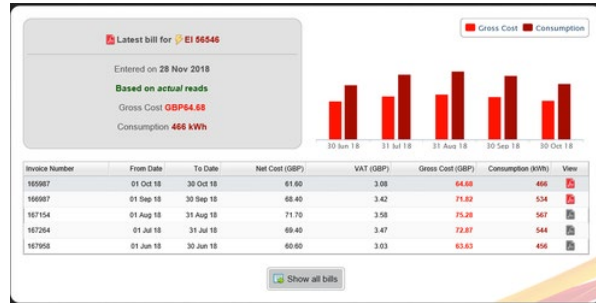 Gross Cost Consumption
Latest bill for EI 56546
Entered on 28 Nov 2018
Based on actual reads
Gross Cost GBP64.68
Consumption 466 kWh
30 Jun 18 31 Jul 18 31 Aug 18 30 Sep 18 30 Oct 18
Invoice Number From Date To Date Net Cost (GBP) VAT (GBP) Gross Cost (GBP) Consumption (kWh) View
165987 01 Oct 18 30 Oct 18 61.60 3.08 64.68 466
166987 01 Sep 18 30 Sep 18 68.40 3.42 71.82 534
167154 01 Aug 18 31 Aug 18 71.70 3.58 75.28 567
167264 01 Jul 18 31 Jul 18 69.40 3.47 72.87 544
167958 01 Jun 18 30 Jun 18 60.60 3.03 63.63 456
Show all bills